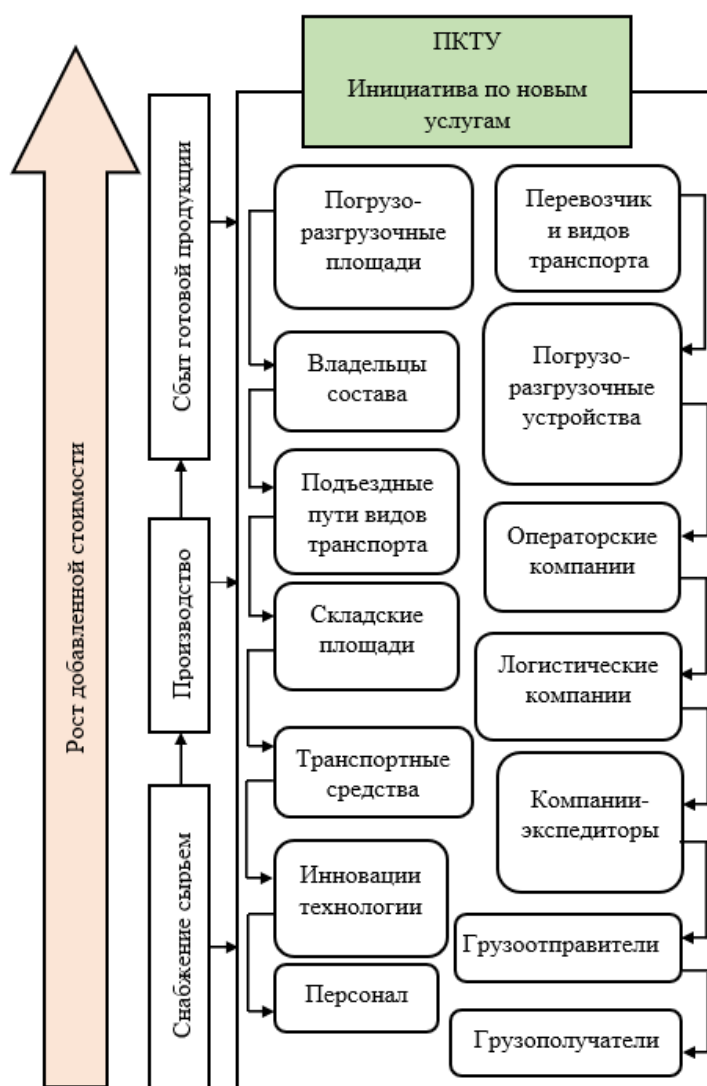 ПКТУ
Инициатива по новым
услугам
Рост добавленной стоимости
Сбыт готовой продукции
Производство
Снабжение сырьем
Погрузо-
разгрузочные
площади
Владельцы
состава
Подъездные
пути видов
транспорта
Складские
площади
Транспортные
средства
Инновации
технологии
Персонал
Перевозчик
и видов
транспорта
Погрузо-
разгрузочные
устройства
Операторские
компании
Логистические
компании
Компании-
экспедиторы
Грузоотправители
Грузополучатели